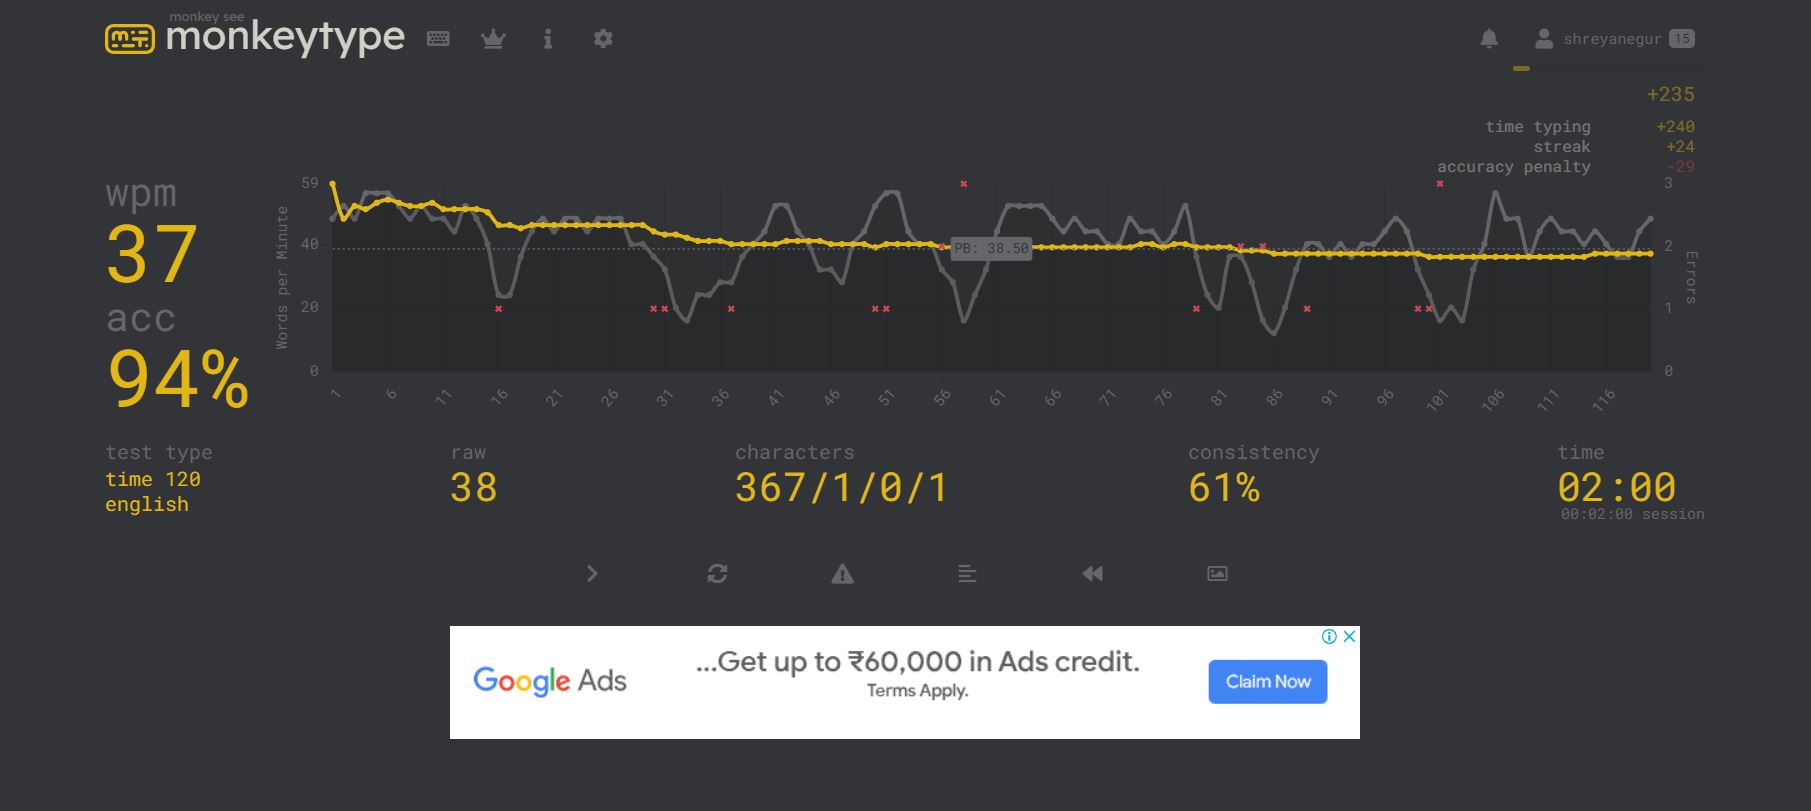 monkey see
monkeytype
shreyanegur 15
+235
time typing +240
streak +24
accuracy penalty -29
wpm
37
acc
94%
Words per Minute
59
40
20
0
PB: 38.50
3
2
1
0
Errors
1 6 11 16 21 26 31 36 41 46 51 56 61 66 71 76 81 86 91 96 101 106 111 116
test type
time 120
english
raw
38
characters
367/1/0/1
consistency
61%
time
02:00
00:02:00 session
Google Ads
...Get up to ₹60,000 in Ads credit.
Terms Apply.
Claim Now